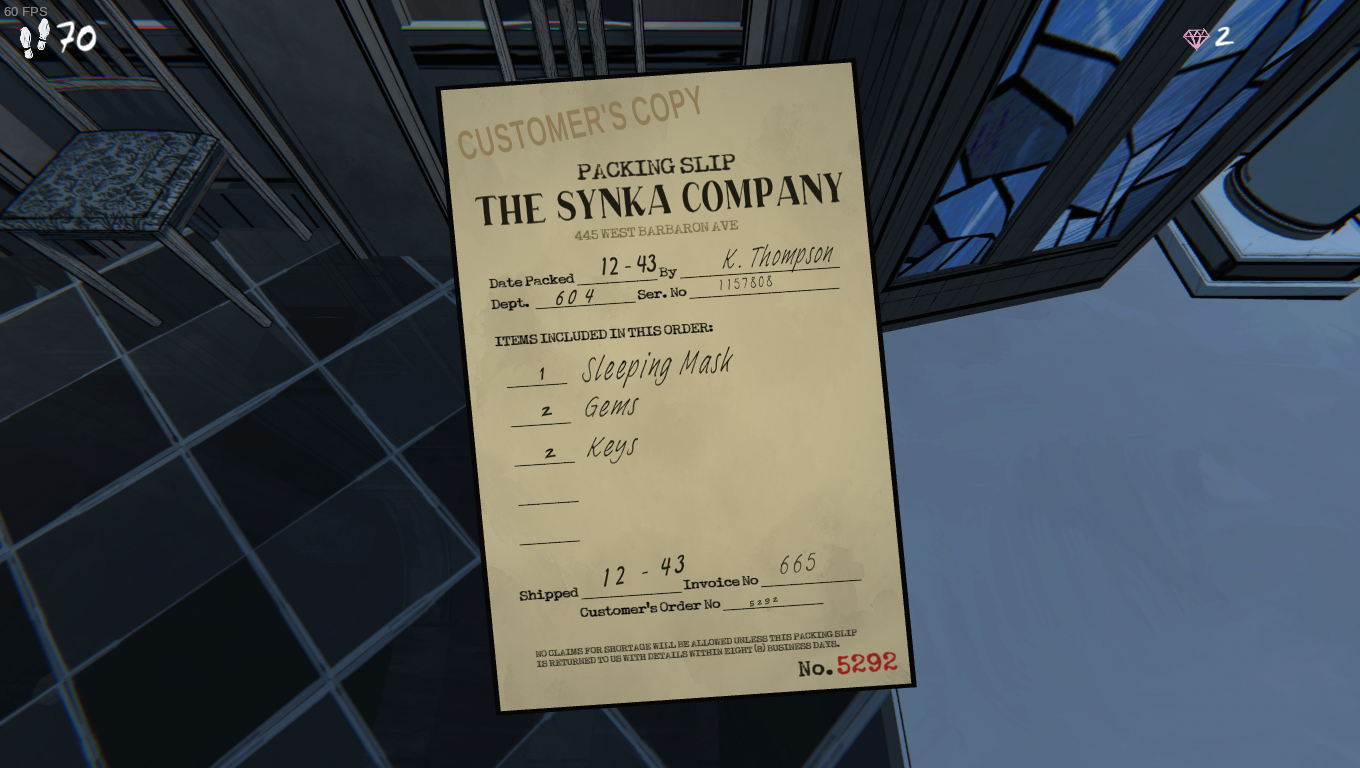 60 FPS
70
2
CUSTOMER'S COPY
PACKING SLIP
THE SYNKA COMPANY
445 WEST BARBARON AVE
Date Packed 12-43 By K. Thompson
Dept. 604 Ser. No 1157808
ITEMS INCLUDED IN THIS ORDER:
1 Sleeping Mask
2 Gems
2 Keys
Shipped 12 - 43 Invoice No 665
Customer's Order No 5292
NO CLAIMS FOR SHORTAGE WILL BE ALLOWED UNLESS THIS PACKING SLIP
IS RETURNED TO US WITH DETAILS WITHIN EIGHT (8) BUSINESS DAYS.
No. 5292